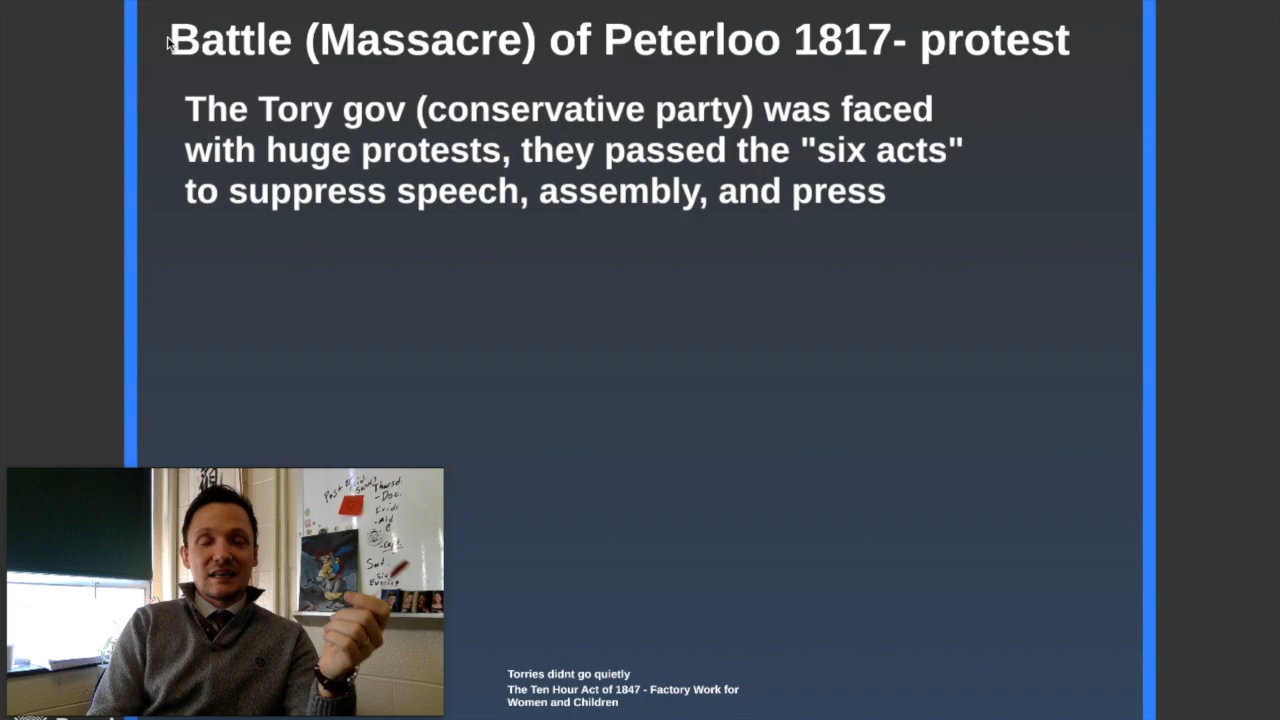 Battle (Massacre) of Peterloo 1817- protest
The Tory gov (conservative party) was faced
with huge protests, they passed the "six acts"
to suppress speech, assembly, and press
Thursd.
- Doc.
Torries didnt go quietly
The Ten Hour Act of 1847 - Factory Work for
Women and Children